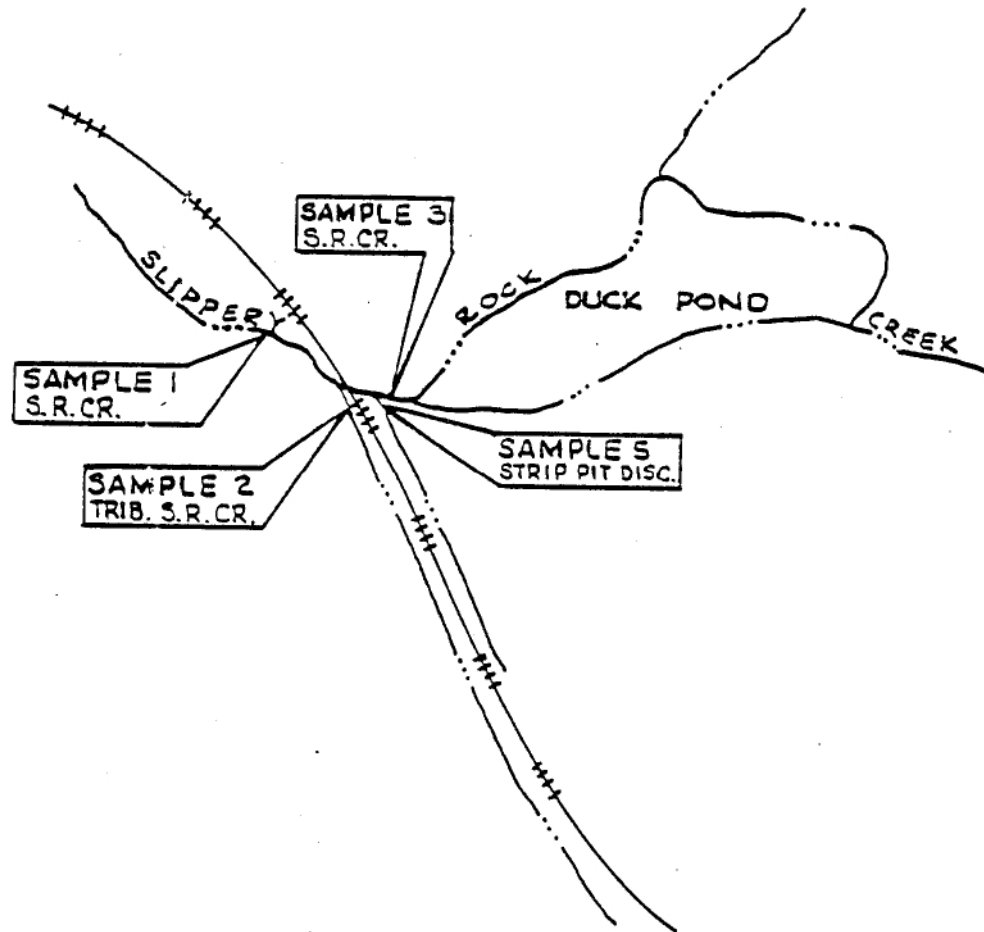 SAMPLE 3
S.R.CR.
SLIPPERY
ROCK
DUCK POND
CREEK
SAMPLE 1
S.R.CR.
SAMPLE 5
STRIP PIT DISC.
SAMPLE 2
TRIB. S.R.CR.